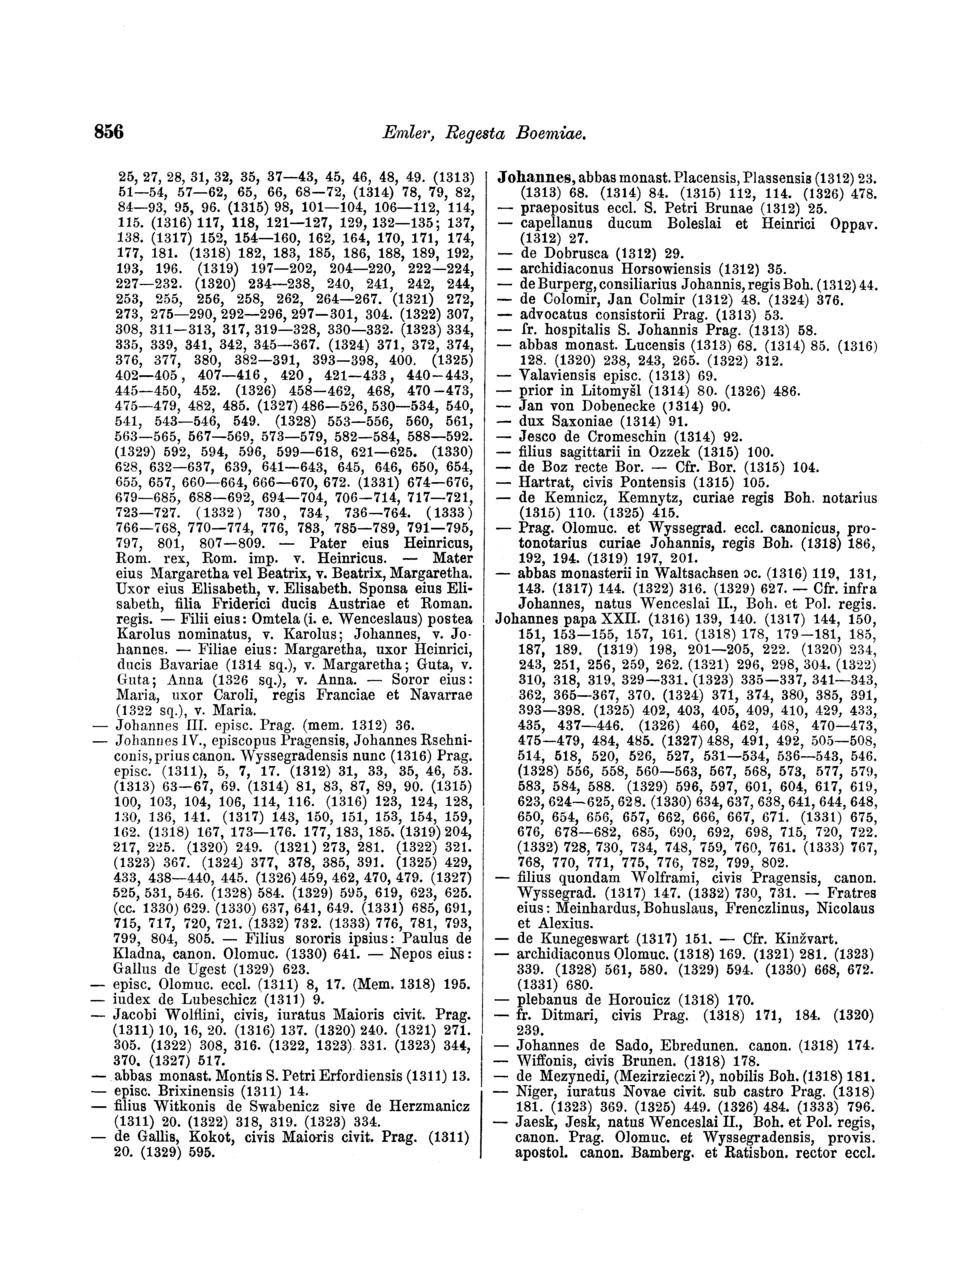 856
Emler, Regesta Boemiae.
25, 27, 28, 31, 32, 35, 37—43, 45, 46, 48, 49. (1313)
51—54, 57—62, 65, 66, 68—72, (1314) 78, 79, 82,
84—93, 95, 96. (1315) 98, 101—104, 106—112, 114,
115. (1316) 117, 118, 121—127, 129, 132—135; 137,
138. (1317) 152, 154—160, 162, 164, 170, 171, 174,
177, 181. (1318) 182, 183, 185, 186, 188, 189, 192,
193, 196. (1319) 197—202, 204—220, 222—224,
227—232. (1320) 234—238, 240, 241, 242, 244,
253, 255, 256, 258, 262, 264—267. (1321) 272,
273, 275—290, 292—296, 297—301, 304. (1322) 307,
308, 311—313, 317, 319—328, 330—332. (1323) 334,
335, 339, 341, 342, 345—367. (1324) 371, 372, 374,
376, 377, 380, 382—391, 393—398, 400. (1325)
402—405, 407—416, 420, 421—433, 440—443,
445—450, 452. (1326) 458—462, 468, 470—473,
475—479, 482, 485. (1327) 486—526, 530—534, 540,
541, 543—546, 549. (1328) 553—556, 560, 561,
563—565, 567—569, 573—579, 582—584, 588—592.
(1329) 592, 594, 596, 599—618, 621—625. (1330)
628, 632—637, 639, 641—643, 645, 646, 650, 654,
655, 657, 660—664, 666—670, 672. (1331) 674—676,
679—685, 688—692, 694—704, 706—714, 717—721,
723—727. (1332) 730, 734, 736—764. (1333)
766—768, 770—774, 776, 783, 785—789, 791—795,
797, 801, 807—809. — Pater eius Heinricus,
Rom. rex, Rom. imp. v. Heinricus. — Mater
eius Margaretha vel Beatrix, v. Beatrix, Margaretha.
Uxor eius Elisabeth, v. Elisabeth. Sponsa eius Eli-
sabeth, filia Friderici ducis Austriae et Roman.
regis. — Filii eius: Omtela (i. e. Wenceslaus) postea
Karolus nominatus, v. Karolus; Johannes, v. Jo-
hannes. — Filiae eius: Margaretha, uxor Heinrici,
ducis Bavariae (1314 sq.), v. Margaretha; Guta, v.
Guta; Anna (1326 sq.), v. Anna. — Soror eius:
Maria, uxor Caroli, regis Franciae et Navarrae
(1322 sq.), v. Maria.
— Johannes III. episc. Prag. (mem. 1312) 36.
— Johannes IV., episcopus Pragensis, Johannes Rsehni-
conis, prius canon. Wyssegradensis nunc (1316) Prag.
episc. (1311), 5, 7, 17. (1312) 31, 33, 35, 46, 53.
(1313) 63—67, 69. (1314) 81, 83, 87, 89, 90. (1315)
100, 103, 104, 106, 114, 116. (1316) 123, 124, 128,
130, 136, 141. (1317) 143, 150, 151, 153, 154, 159,
162. (1318) 167, 173—176. 177, 183, 185. (1319) 204,
217, 225. (1320) 249. (1321) 273, 281. (1322) 321.
(1323) 367. (1324) 377, 378, 385, 391. (1325) 429,
433, 438—440, 445. (1326) 459, 462, 470, 479. (1327)
525, 531, 546. (1328) 584. (1329) 595, 619, 623, 625.
(cc. 1330) 629. (1330) 637, 641, 649. (1331) 685, 691,
715, 717, 720, 721. (1332) 732. (1333) 776, 781, 793,
799, 804, 805. — Filius sororis ipsius: Paulus de
Kladna, canon. Olomuc. (1330) 641. — Nepos eius:
Gallus de Ugest (1329) 623.
— episc. Olomuc. eccl. (1311) 8, 17. (Mem. 1318) 195.
— iudex de Lubeschicz (1311) 9.
— Jacobi Wolflini, civis, iuratus Maioris civit. Prag.
(1311) 10, 16, 20. (1316) 137. (1320) 240. (1321) 271.
305. (1322) 308, 316. (1322, 1323) 331. (1323) 344,
370. (1327) 517.
— abbas monast. Montis S. Petri Erfordiensis (1311) 13.
— episc. Brixinensis (1311) 14.
— filius Witkonis de Swabenicz sive de Herzmanicz
(1311) 20. (1322) 318, 319. (1323) 334.
— de Gallis, Kokot, civis Maioris civit. Prag. (1311)
20. (1329) 595.
Johannes, abbas monast. Placensis, Plassensis (1312) 23.
(1313) 68. (1314) 84. (1315) 112, 114. (1326) 478.
— praepositus eccl. S. Petri Brunae (1312) 25.
— capellanus ducum Boleslai et Heinrici Oppav.
(1312) 27.
— de Dobrusca (1312) 29.
— archidiaconus Horsowiensis (1312) 35.
— de Burperg, consiliarius Johannis, regis Boh. (1312) 44.
— de Colomir, Jan Colmir (1312) 48. (1324) 376.
— advocatus consistorii Prag. (1313) 53.
— fr. hospitalis S. Johannis Prag. (1313) 58.
— abbas monast. Lucensis (1313) 68. (1314) 85. (1316)
128. (1320) 238, 243, 265. (1322) 312.
— Valaviensis episc. (1313) 69.
— prior in Litomyšl (1314) 80. (1326) 486.
— Jan von Dobenecke (1314) 90.
— dux Saxoniae (1314) 91.
— Jesco de Cromeschin (1314) 92.
— filius sagittarii in Ozzek (1315) 100.
— de Boz recte Bor. — Cfr. Bor. (1315) 104.
— Hartrat, civis Pontensis (1315) 105.
— de Kemnicz, Kemnytz, curiae regis Boh. notarius
(1315) 110. (1325) 415.
— Prag. Olomuc. et Wyssegrad. eccl. canonicus, pro-
tonotarius curiae Johannis, regis Boh. (1318) 186,
192, 194. (1319) 197, 201.
— abbas monasterii in Waltsachsen oc. (1316) 119, 131,
143. (1317) 144. (1322) 316. (1329) 627. — Cfr. infra
Johannes, natus Wenceslai II., Boh. et Pol. regis.
Johannes papa XXII. (1316) 139, 140. (1317) 144, 150,
151, 153—155, 157, 161. (1318) 178, 179—181, 185,
187, 189. (1319) 198, 201—205, 222. (1320) 234,
243, 251, 256, 259, 262. (1321) 296, 298, 304. (1322)
310, 318, 319, 329—331. (1323) 335—337, 341—343,
362, 365—367, 370. (1324) 371, 374, 380, 385, 391,
393—398. (1325) 402, 403, 405, 409, 410, 429, 433,
435, 437—446. (1326) 460, 462, 468, 470—473,
475—479, 484, 485. (1327) 488, 491, 492, 505—508,
514, 518, 520, 526, 527, 531—534, 536—543, 546.
(1328) 556, 558, 560—563, 567, 568, 573, 577, 579,
583, 584, 588. (1329) 596, 597, 601, 604, 617, 619,
623, 624—625, 628. (1330) 634, 637, 638, 641, 644, 648,
650, 654, 656, 657, 662, 666, 667, 671. (1331) 675,
676, 678—682, 685, 690, 692, 698, 715, 720, 722.
(1332) 728, 730, 734, 748, 759, 760, 761. (1333) 767,
768, 770, 771, 775, 776, 782, 799, 802.
— filius quondam Wolframi, civis Pragensis, canon.
Wyssegrad. (1317) 147. (1332) 730, 731. — Fratres
eius: Meinhardus, Bohuslaus, Frenczlinus, Nicolaus
et Alexius.
— de Kunegeswart (1317) 151. — Cfr. Kinžvart.
— archidiaconus Olomuc. (1318) 169. (1321) 281. (1323)
339. (1328) 561, 580. (1329) 594. (1330) 668, 672.
(1331) 680.
— plebanus de Horouicz (1318) 170.
— fr. Ditmari, civis Prag. (1318) 171, 184. (1320)
239.
— Johannes de Sado, Ebredunen. canon. (1318) 174.
— Wiffonis, civis Brunen. (1318) 178.
— de Mezynedi, (Mezirzieczi?), nobilis Boh. (1318) 181.
— Niger, iuratus Novae civit. sub castro Prag. (1318)
181. (1323) 369. (1325) 449. (1326) 484. (1333) 796.
— Jaesk, Jesk, natus Wenceslai II., Boh. et Pol. regis,
canon. Prag. Olomuc. et Wyssegradensis, provis.
apostol. canon. Bamberg. et Ratisbon. rector eccl.